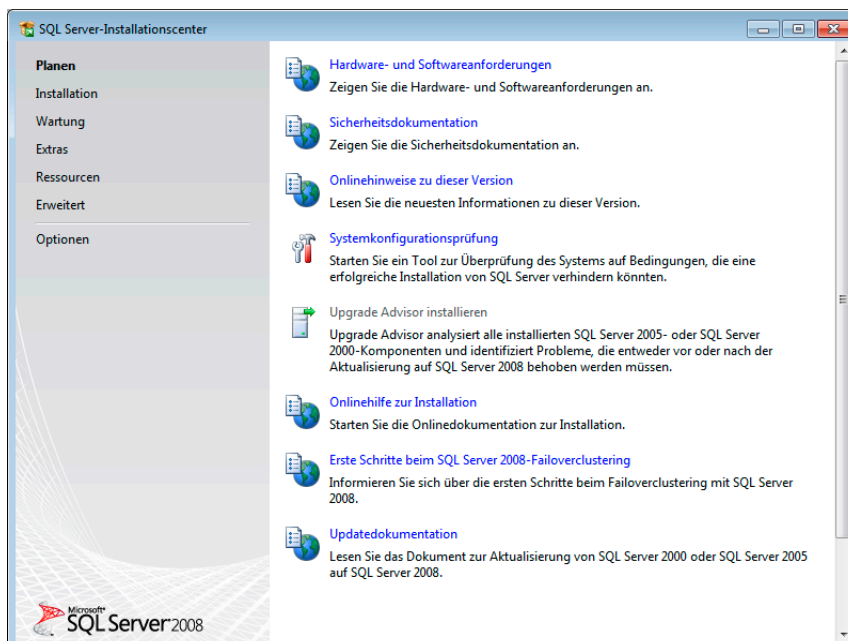 SQL Server-Installationscenter
Planen
Installation
Wartung
Extras
Ressourcen
Erweitert
Optionen
Hardware- und Softwareanforderungen
Zeigen Sie die Hardware- und Softwareanforderungen an.
Sicherheitsdokumentation
Zeigen Sie die Sicherheitsdokumentation an.
Onlinehinweise zu dieser Version
Lesen Sie die neuesten Informationen zu dieser Version.
Systemkonfigurationsprüfung
Starten Sie ein Tool zur Überprüfung des Systems auf Bedingungen, die eine
erfolgreiche Installation von SQL Server verhindern könnten.
Upgrade Advisor installieren
Upgrade Advisor analysiert alle installierten SQL Server 2005- oder SQL Server
2000-Komponenten und identifiziert Probleme, die entweder vor oder nach der
Aktualisierung auf SQL Server 2008 behoben werden müssen.
Onlinehilfe zur Installation
Starten Sie die Onlinedokumentation zur Installation.
Erste Schritte beim SQL Server 2008-Failoverclustering
Informieren Sie sich über die ersten Schritte beim Failoverclustering mit SQL Server
2008.
Updatedokumentation
Lesen Sie das Dokument zur Aktualisierung von SQL Server 2000 oder SQL Server 2005
auf SQL Server 2008.
Microsoft®
SQL Server 2008